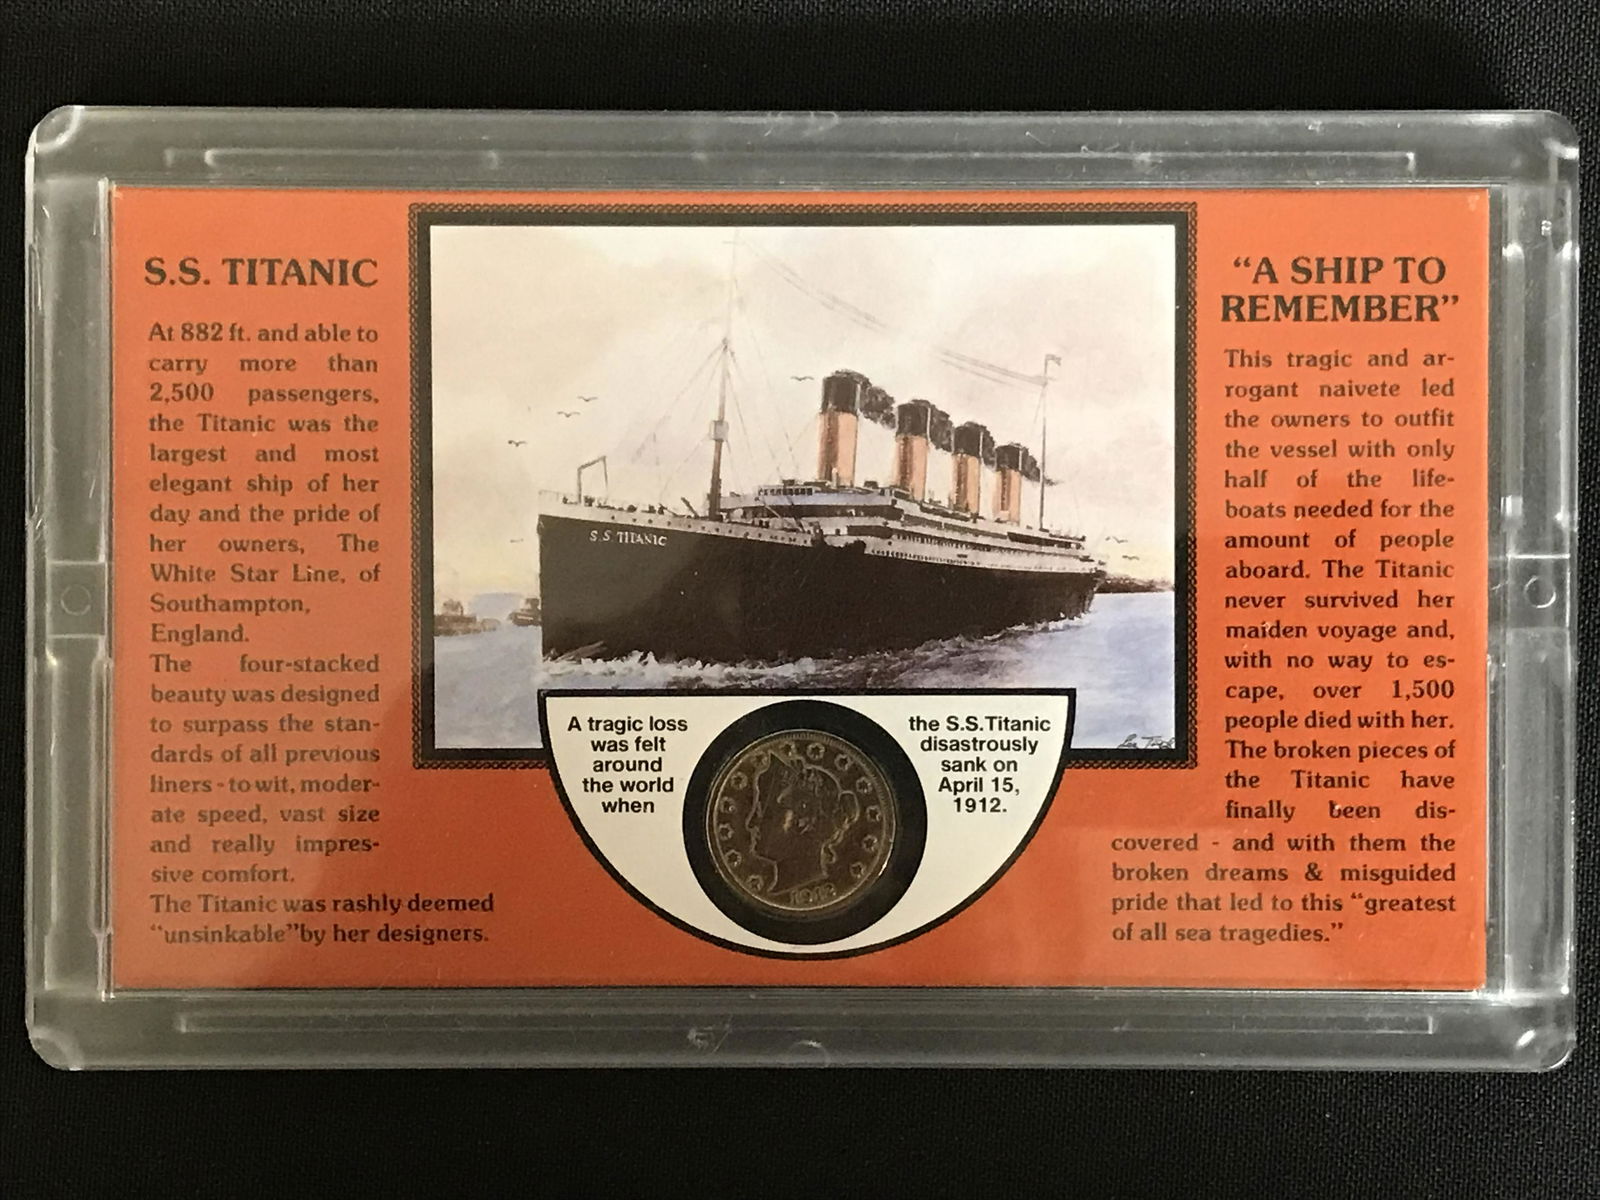 S.S. TITANIC
At 882 ft. and able to
carry more than
2,500 passengers,
the Titanic was the
largest and most
elegant ship of her
day and the pride of
her owners, The
White Star Line, of
Southampton,
England.
The four-stacked
beauty was designed
to surpass the stan-
dards of all previous
liners - to wit, moder-
ate speed, vast size
and really impres-
sive comfort.
The Titanic was rashly deemed
“unsinkable” by her designers.
S.S TITANIC
A tragic loss
was felt
around
the world
when
the S.S. Titanic
disastrously
sank on
April 15,
1912.
1912
“A SHIP TO
REMEMBER”
This tragic and ar-
rogant naivete led
the owners to outfit
the vessel with only
half of the life-
boats needed for the
amount of people
aboard. The Titanic
never survived her
maiden voyage and,
with no way to es-
cape, over 1,500
people died with her.
The broken pieces of
the Titanic have
finally been dis-
covered - and with them the
broken dreams & misguided
pride that led to this “greatest
of all sea tragedies.”